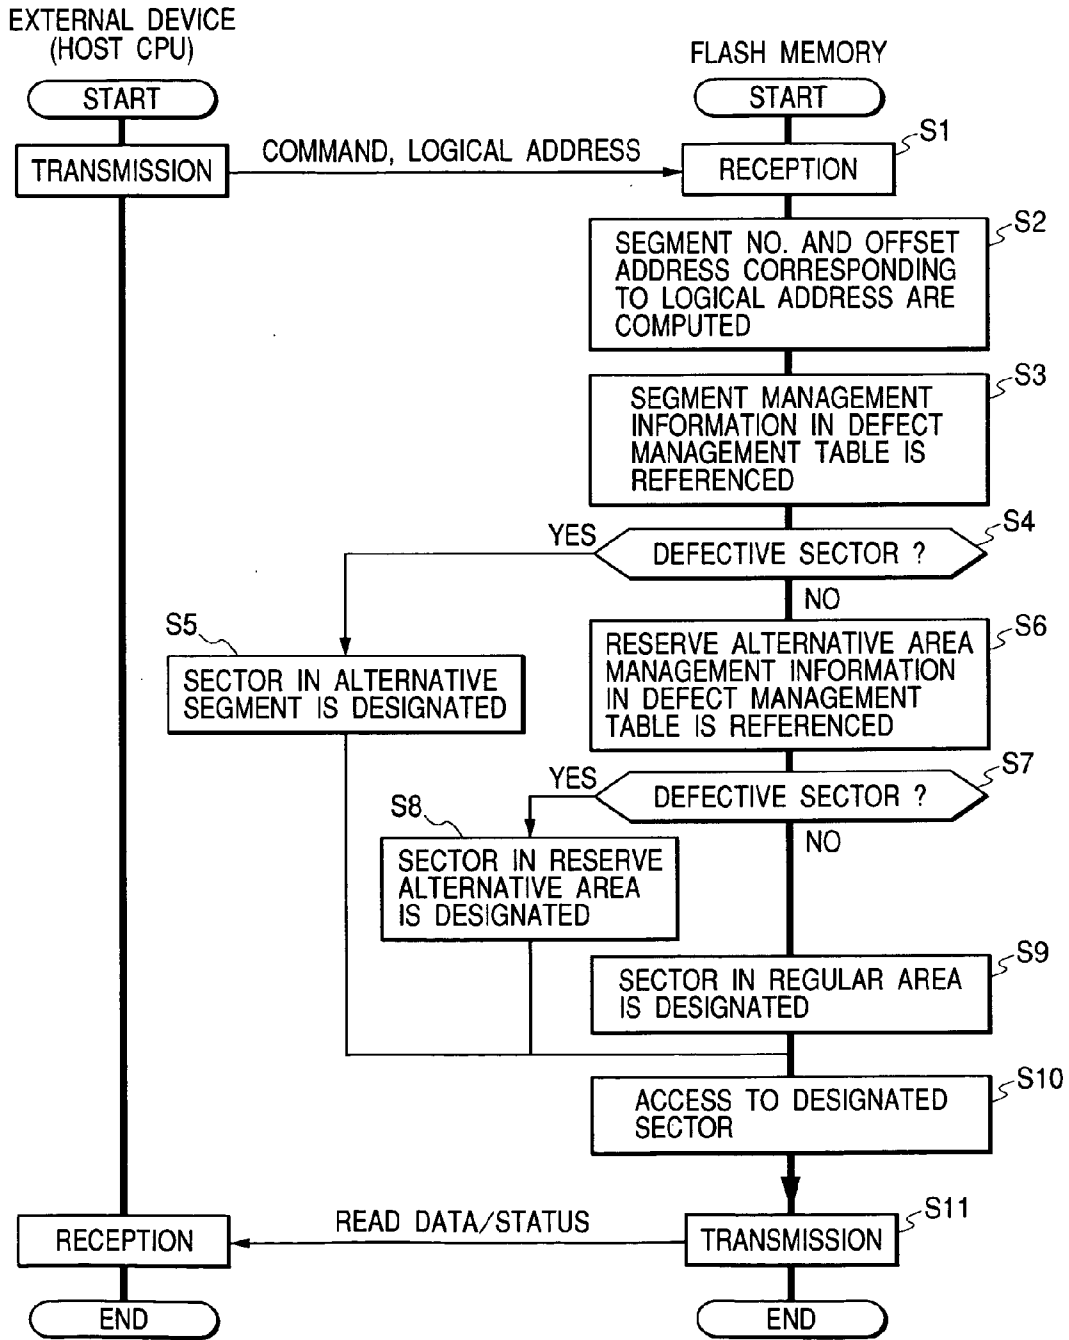 EXTERNAL DEVICE
(HOST CPU)
FLASH MEMORY
START
START
S1
TRANSMISSION
COMMAND, LOGICAL ADDRESS
RECEPTION
S2
SEGMENT NO. AND OFFSET
ADDRESS CORRESPONDING
TO LOGICAL ADDRESS ARE
COMPUTED
S3
SEGMENT MANAGEMENT
INFORMATION IN DEFECT
MANAGEMENT TABLE IS
REFERENCED
S4
YES
DEFECTIVE SECTOR ?
NO
S5
SECTOR IN ALTERNATIVE
SEGMENT IS DESIGNATED
S6
RESERVE ALTERNATIVE AREA
MANAGEMENT INFORMATION
IN DEFECT MANAGEMENT
TABLE IS REFERENCED
S7
YES
DEFECTIVE SECTOR ?
NO
S8
SECTOR IN RESERVE
ALTERNATIVE AREA
IS DESIGNATED
S9
SECTOR IN REGULAR AREA
IS DESIGNATED
S10
ACCESS TO DESIGNATED
SECTOR
S11
RECEPTION
READ DATA/STATUS
TRANSMISSION
END
END